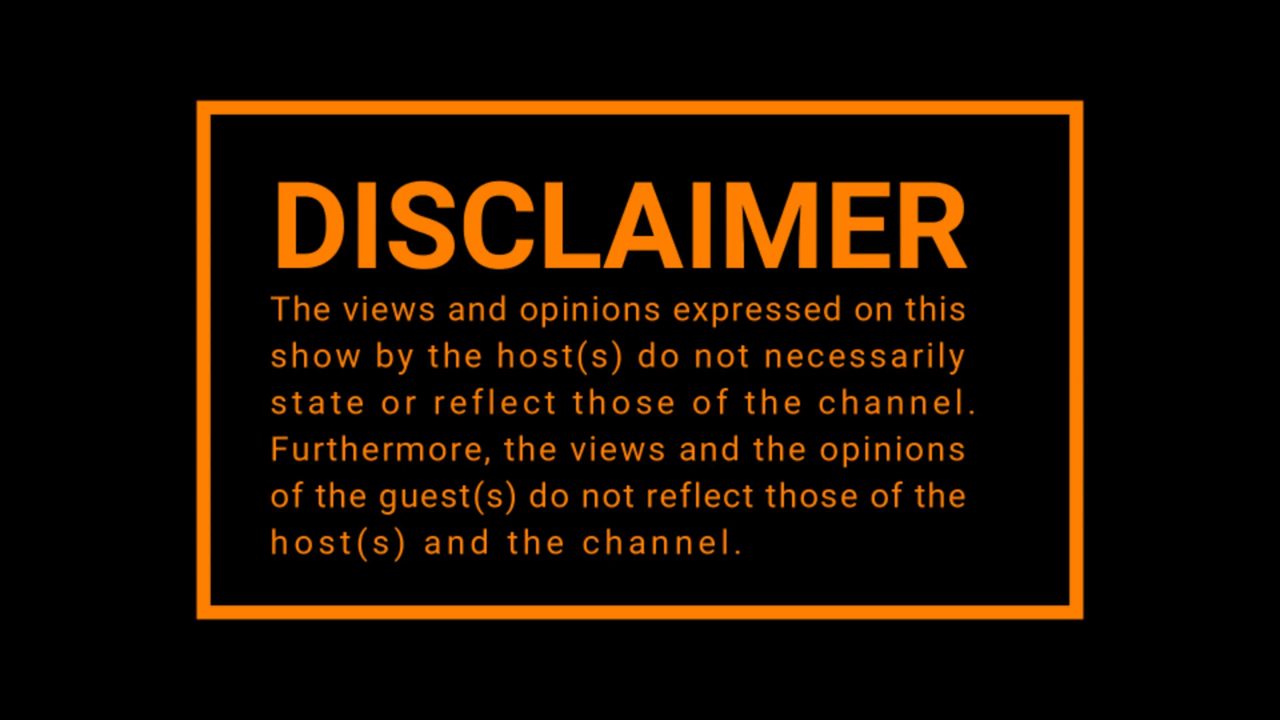 DISCLAIMER
The views and opinions expressed on this
show by the host(s) do not necessarily
state or reflect those of the channel.
Furthermore, the views and the opinions
of the guest(s) do not reflect those of the
host(s) and the channel.